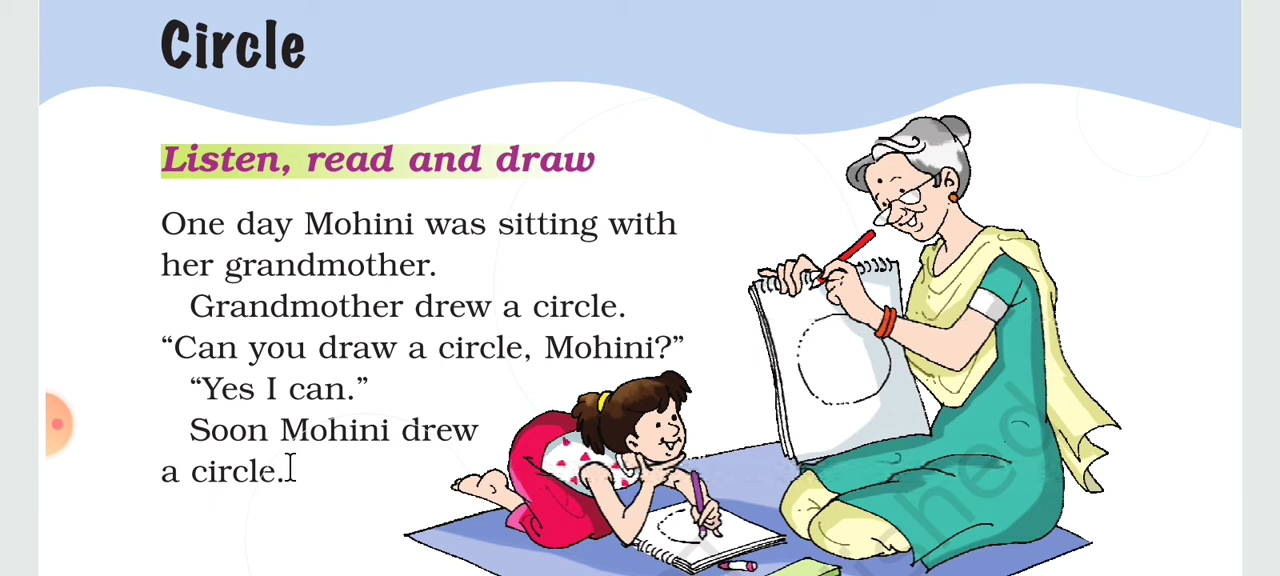 Circle
Listen, read and draw
One day Mohini was sitting with
her grandmother.
Grandmother drew a circle.
“Can you draw a circle, Mohini?”
“Yes I can.”
Soon Mohini drew
a circle.